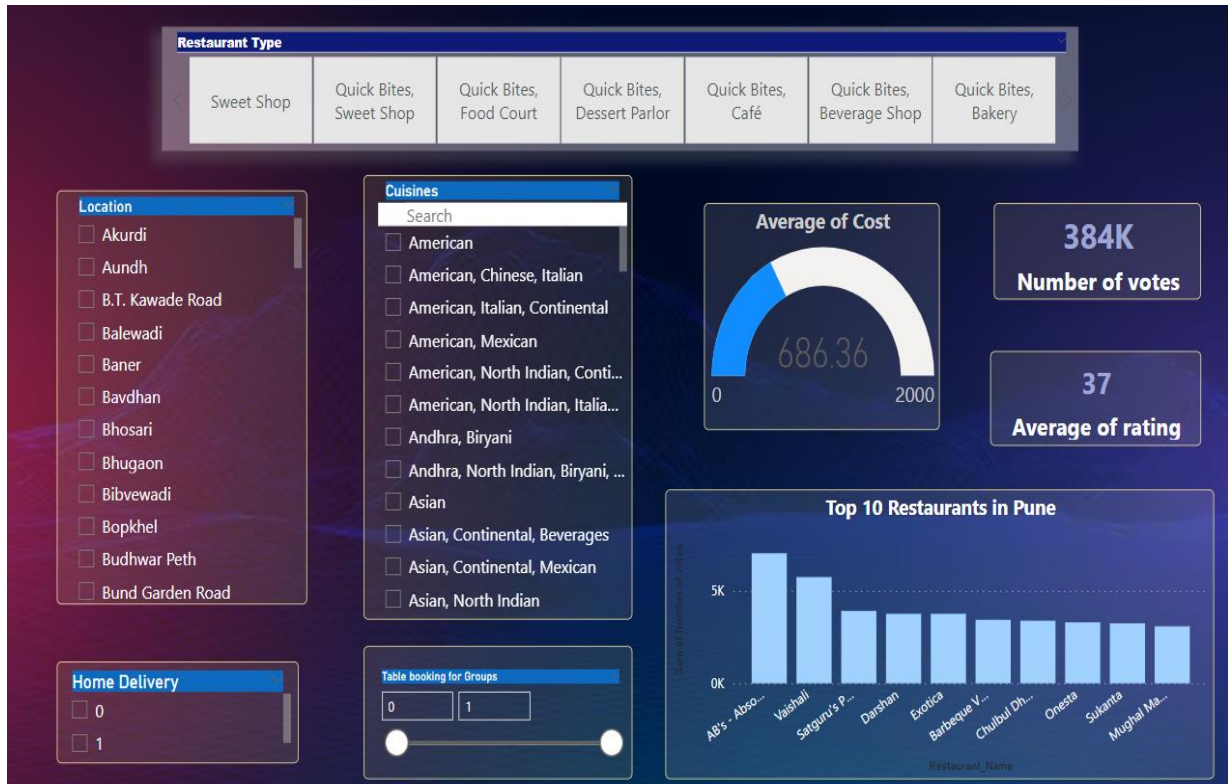 Restaurant Type
Sweet Shop
Quick Bites,
Sweet Shop
Quick Bites,
Food Court
Quick Bites,
Dessert Parlor
Quick Bites,
Café
Quick Bites,
Beverage Shop
Quick Bites,
Bakery
Location
Akurdi
Aundh
B.T. Kawade Road
Balewadi
Baner
Bavdhan
Bhosari
Bhugaon
Bibvewadi
Bopkhel
Budhwar Peth
Bund Garden Road
Cuisines
Search
American
American, Chinese, Italian
American, Italian, Continental
American, Mexican
American, North Indian, Conti...
American, North Indian, Italia...
Andhra, Biryani
Andhra, North Indian, Biryani, ...
Asian
Asian, Continental, Beverages
Asian, Continental, Mexican
Asian, North Indian
Average of Cost
686.36
0
2000
384K
Number of votes
37
Average of rating
Home Delivery
0
1
Table booking for Groups
0
1
Top 10 Restaurants in Pune
Sum of Number of votes
5K
0K
AB's - Abso...
Vaishali
Satguru's P...
Darshan
Exotica
Barbeque V...
Chulbul Dh...
Onesta
Sukanta
Mughal Ma...
Restaurant_Name